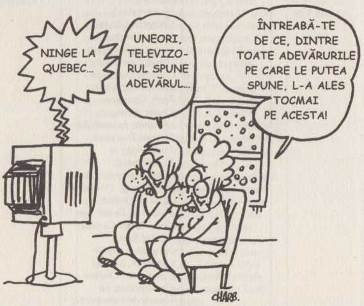 NINGE LA
QUEBEC...
UNEORI,
TELEVIZO-
RUL SPUNE
ADEVĂRUL...
ÎNTREABĂ-TE
DE CE, DINTRE
TOATE ADEVĂRURILE
PE CARE LE PUTEA
SPUNE, L-A ALES
TOCMAI
PE ACESTA!
CHARB.